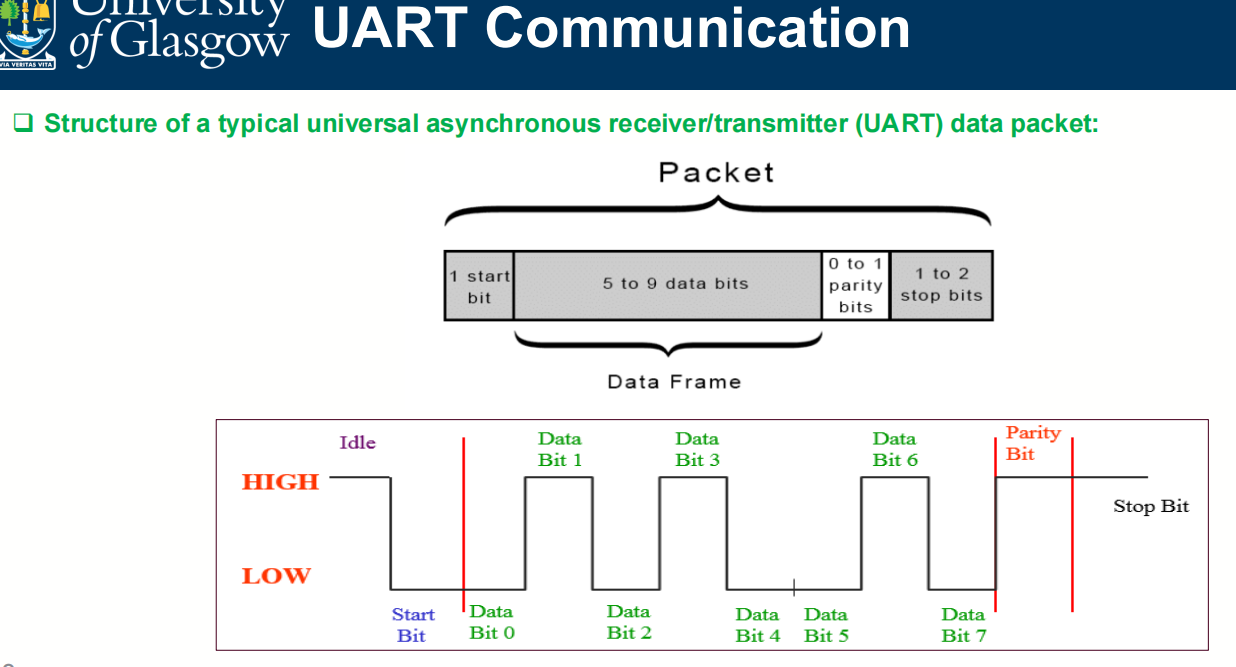 University
of Glasgow
VIA VERITAS VITA
UART Communication
❑ Structure of a typical universal asynchronous receiver/transmitter (UART) data packet:
Packet
1 start
bit
5 to 9 data bits
0 to 1
parity
bits
1 to 2
stop bits
Data Frame
Idle
Data
Bit 1
Data
Bit 3
Data
Bit 6
Parity
Bit
HIGH
Stop Bit
LOW
Start
Bit
Data
Bit 0
Data
Bit 2
Data
Bit 4
Data
Bit 5
Data
Bit 7